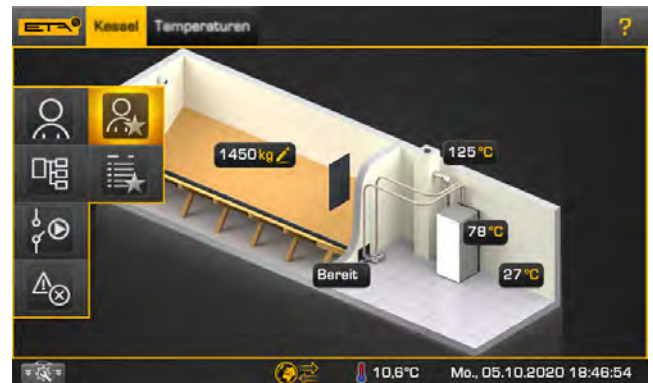 ETA Kessel Temperaturen ?
1450 kg
125 °C
78 °C
Bereit
27 °C
10,6°C Mo., 05.10.2020 18:46:54